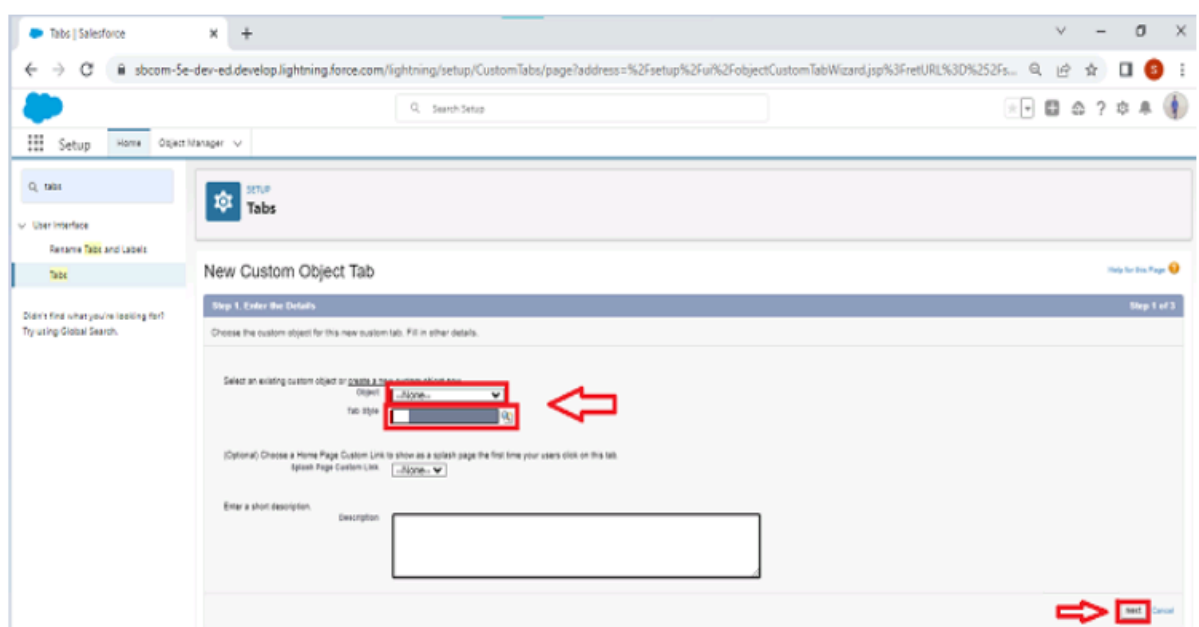 Tabs | Salesforce
sbcom-5e-dev-ed.develop.lightning.force.com/lightning/setup/CustomTabs/page?address=%2Fsetup%2Fui%2FobjectCustomTabWizard.jsp%3FretURL%3D%252Fs...
S
Search Setup
Setup
Home
Object Manager
tabs
SETUP
Tabs
User Interface
Rename Tabs and Labels
Tabs
Didn't find what you're looking for?
Try using Global Search.
New Custom Object Tab
Help for this Page
Step 1. Enter the Details
Step 1 of 3
Choose the custom object for this new custom tab. Fill in other details.
Select an existing custom object or create a new custom object now.
Object
--None--
Tab Style
(Optional) Choose a Home Page Custom Link to show as a splash page the first time your users click on this tab.
Splash Page Custom Link
--None--
Enter a short description.
Description
Next
Cancel